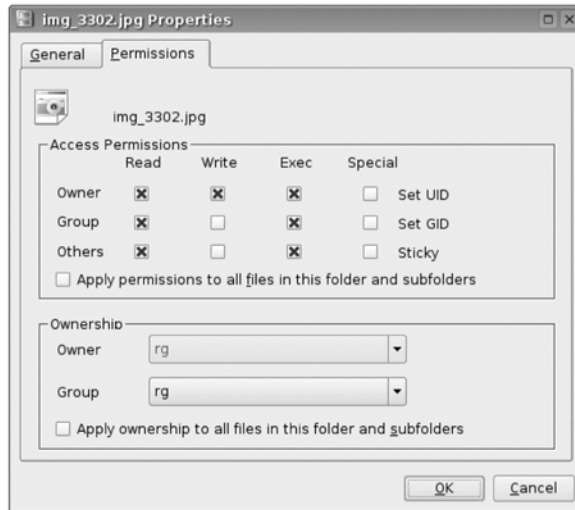 img_3302.jpg Properties
General Permissions
img_3302.jpg
Access Permissions
Read Write Exec Special
Owner Set UID
Group Set GID
Others Sticky
Apply permissions to all files in this folder and subfolders
Ownership
Owner rg
Group rg
Apply ownership to all files in this folder and subfolders
OK Cancel